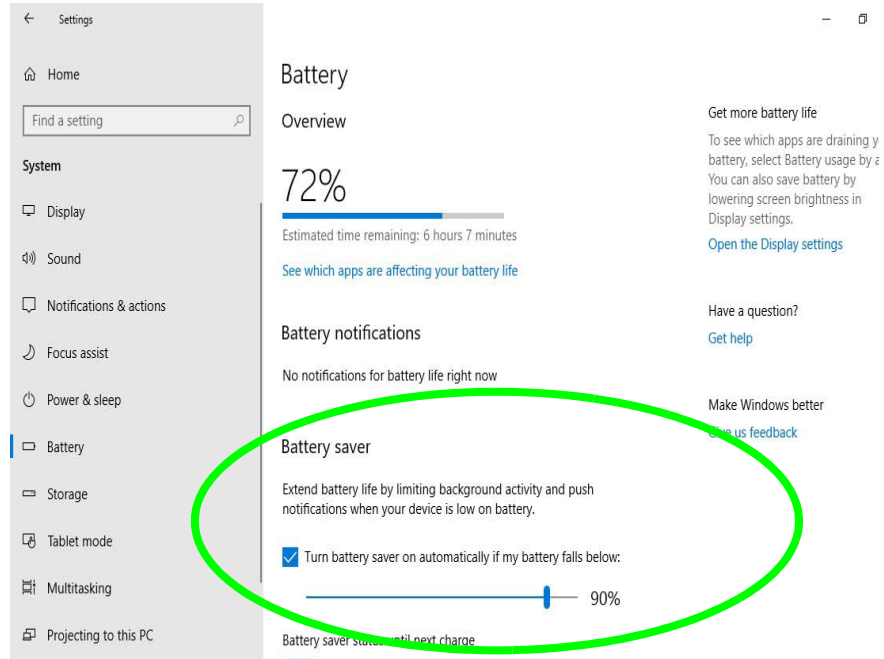 Settings
Home
Find a setting
System
Display
Sound
Notifications & actions
Focus assist
Power & sleep
Battery
Storage
Tablet mode
Multitasking
Projecting to this PC
Battery
Overview
72%
Estimated time remaining: 6 hours 7 minutes
See which apps are affecting your battery life
Battery notifications
No notifications for battery life right now
Battery saver
Extend battery life by limiting background activity and push
notifications when your device is low on battery.
Turn battery saver on automatically if my battery falls below:
90%
Battery saver status until next charge
Get more battery life
To see which apps are draining y
battery, select Battery usage by a
You can also save battery by
lowering screen brightness in
Display settings.
Open the Display settings
Have a question?
Get help
Make Windows better
Give us feedback